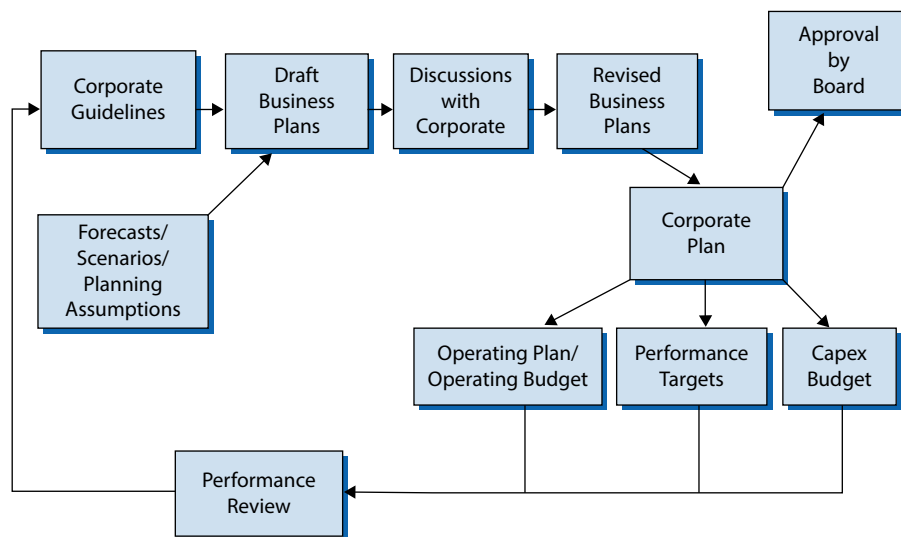 Corporate
Guidelines
Draft
Business
Plans
Discussions
with
Corporate
Revised
Business
Plans
Approval
by
Board
Forecasts/
Scenarios/
Planning
Assumptions
Corporate
Plan
Operating Plan/
Operating Budget
Performance
Targets
Capex
Budget
Performance
Review